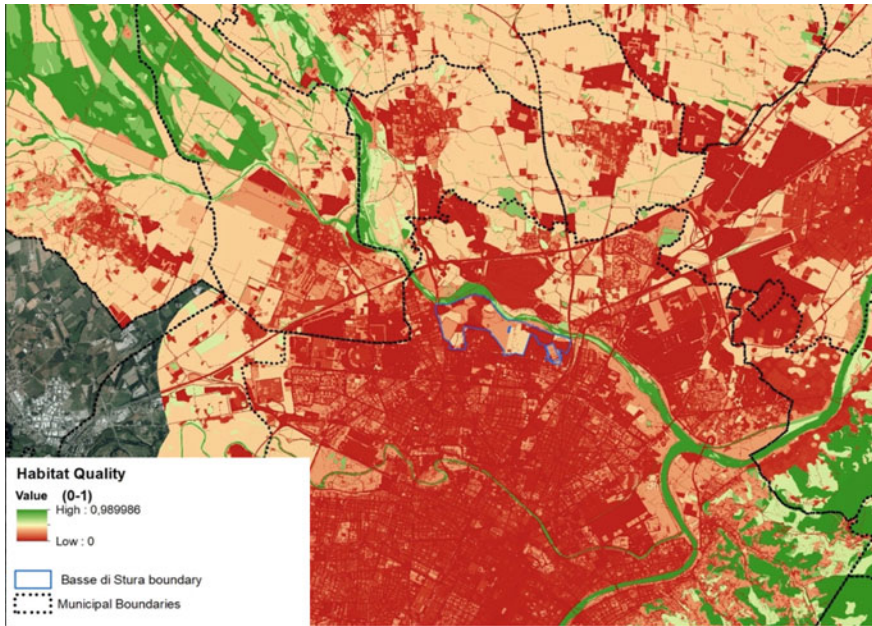 Habitat Quality
Value (0-1)
High : 0,989986
Low : 0
Basse di Stura boundary
Municipal Boundaries